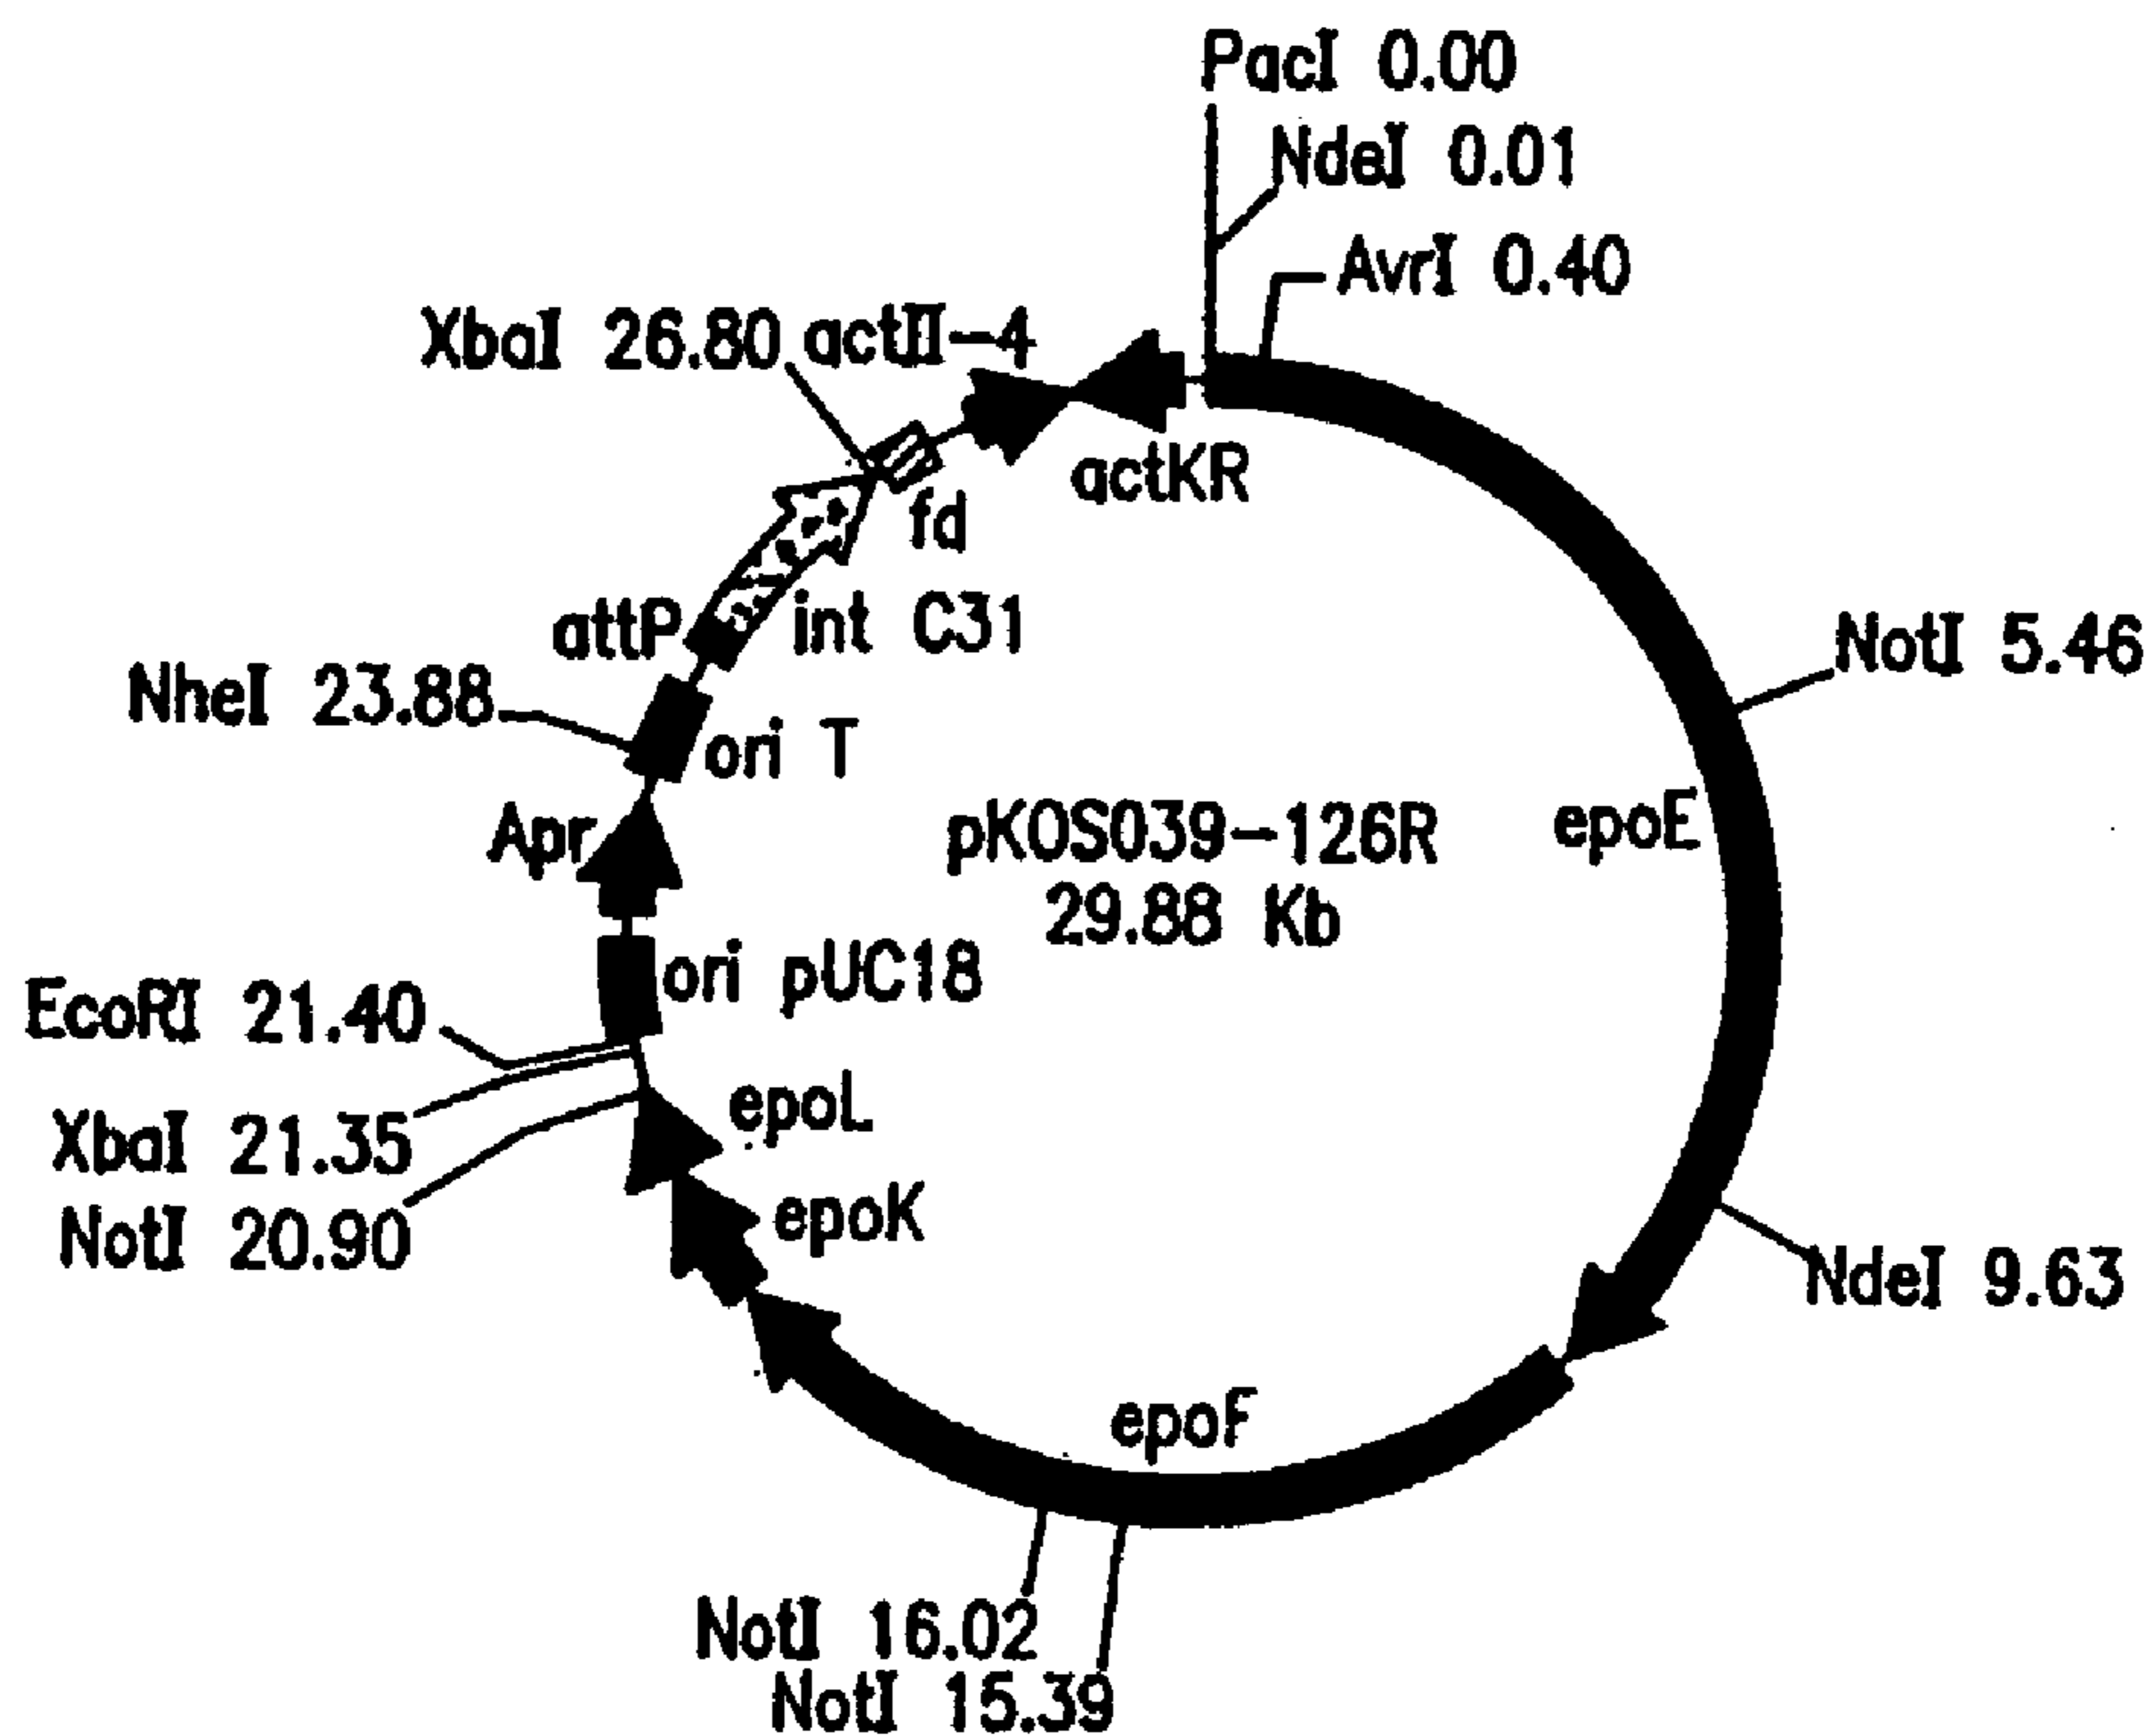 PacI 0.00
NdeI 0.01
AvrI 0.40
XbaI 26.80
actII-4
actKR
fd
attP
int C31
NotI 5.46
NheI 23.88
ori T
Apr
pKOS039-126R
29.88 Kb
epoE
ori pUC18
EcoRI 21.40
epoL
XbaI 21.35
epoK
NotI 20.90
NdeI 9.63
epoF
NotI 16.02
NotI 15.39